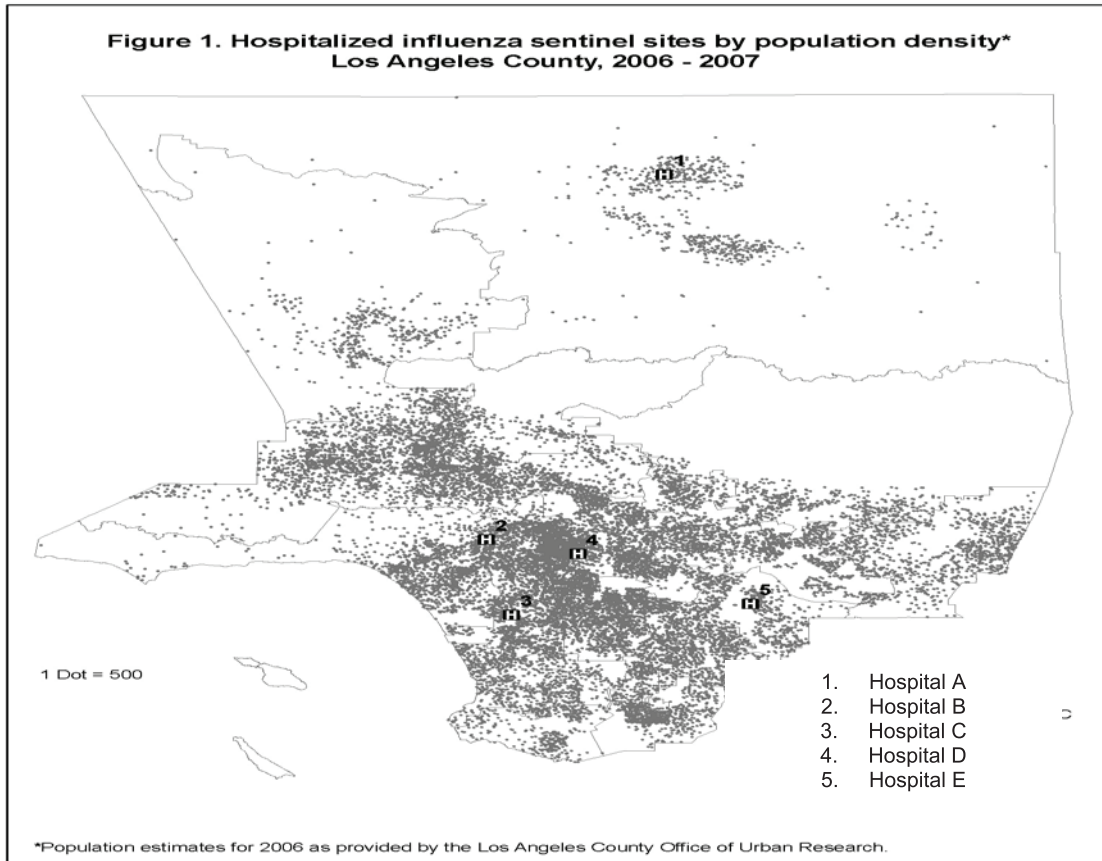 Figure 1. Hospitalized influenza sentinel sites by population density*
Los Angeles County, 2006 - 2007
1
H
2
H
4
H
5
H
3
H
1 Dot = 500
1. Hospital A
2. Hospital B
3. Hospital C
4. Hospital D
5. Hospital E
*Population estimates for 2006 as provided by the Los Angeles County Office of Urban Research.